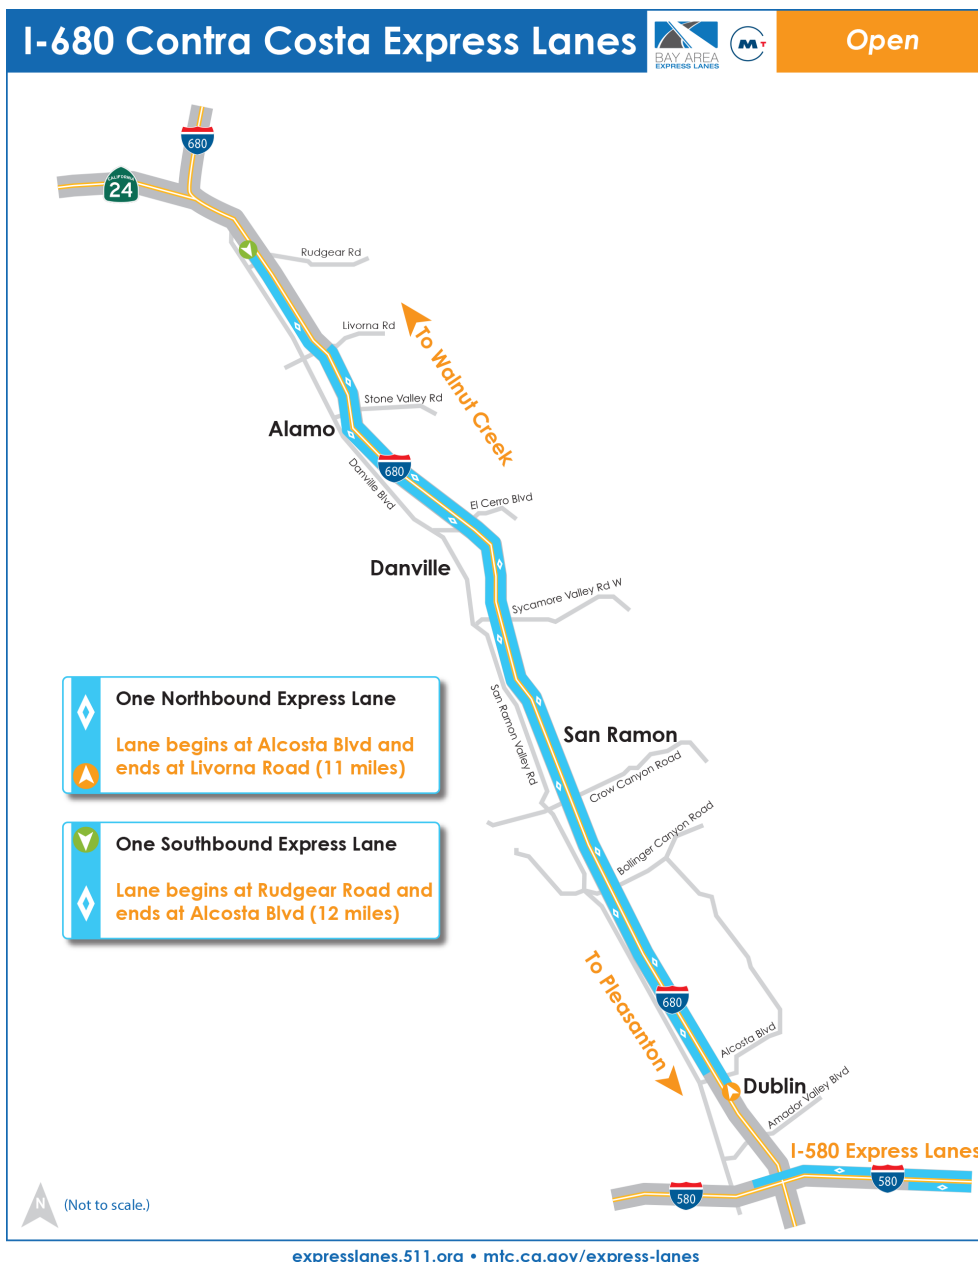 I-680 Contra Costa Express Lanes
BAY AREA
EXPRESS LANES
M T
Open
680
CALIFORNIA
24
Rudgear Rd
Livorna Rd
To Walnut Creek
Stone Valley Rd
Alamo
680
Danville Blvd
El Cerro Blvd
Danville
Sycamore Valley Rd W
One Northbound Express Lane
Lane begins at Alcosta Blvd and
ends at Livorna Road (11 miles)
San Ramon Valley Rd
San Ramon
Crow Canyon Road
Bollinger Canyon Road
One Southbound Express Lane
Lane begins at Rudgear Road and
ends at Alcosta Blvd (12 miles)
To Pleasanton
680
Alcosta Blvd
Dublin
Amador Valley Blvd
I-580 Express Lanes
580
580
N
(Not to scale.)
expresslanes.511.org • mtc.ca.gov/express-lanes